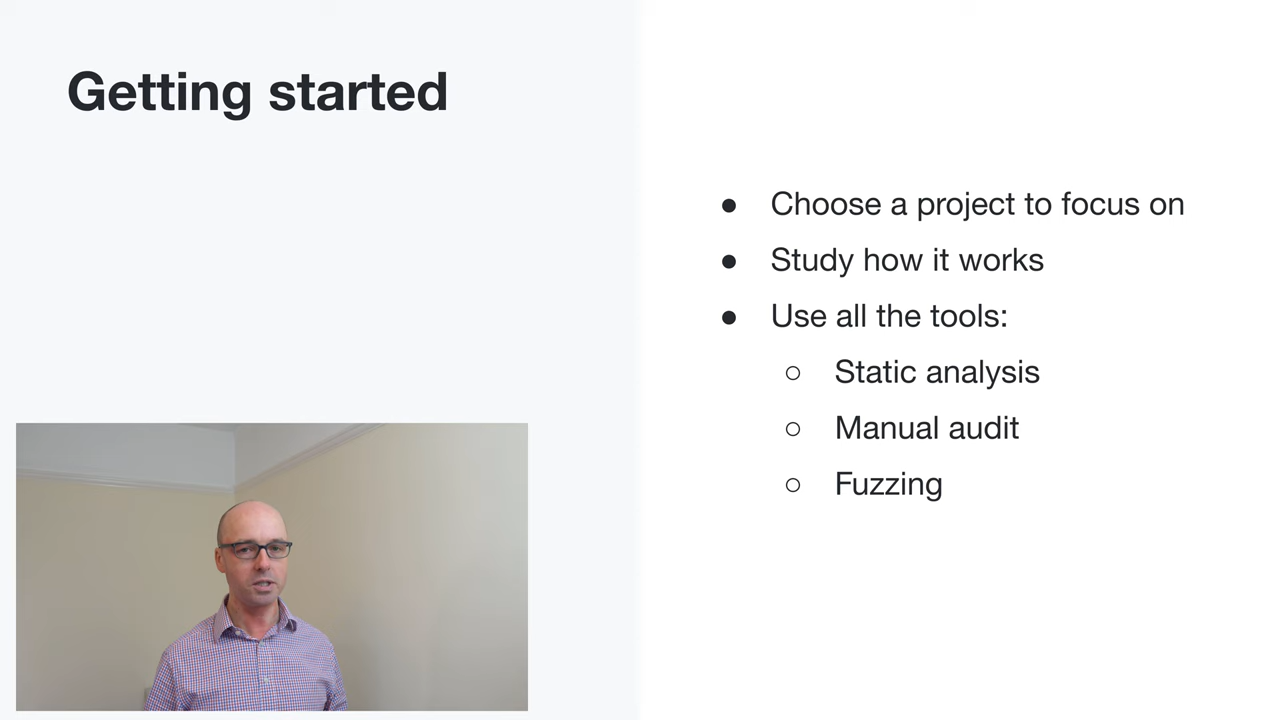 Getting started
● Choose a project to focus on
● Study how it works
● Use all the tools:
○ Static analysis
○ Manual audit
○ Fuzzing